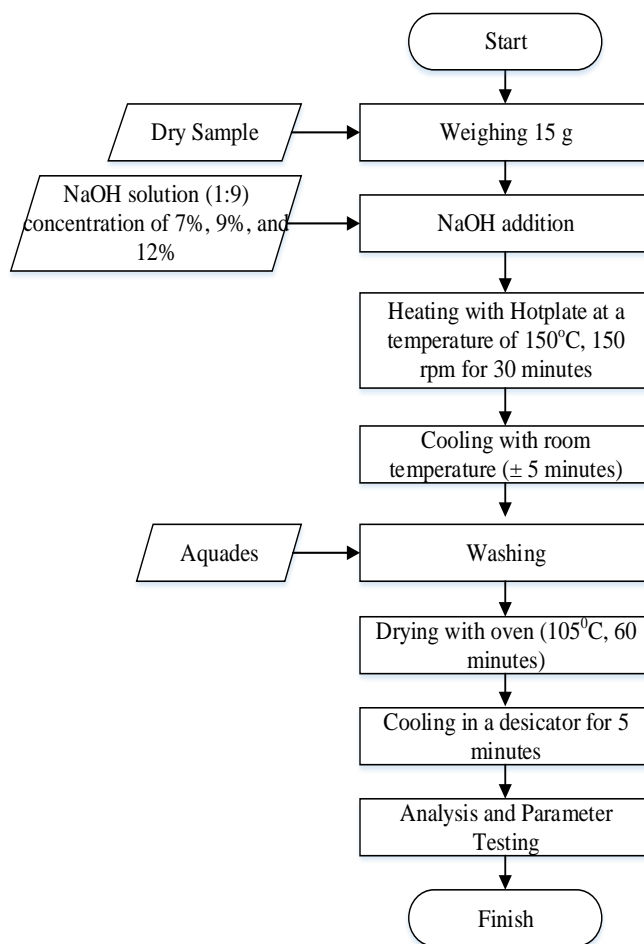 Start
Dry Sample
Weighing 15 g
NaOH solution (1:9)
concentration of 7%, 9%, and
12%
NaOH addition
Heating with Hotplate at a
temperature of 150°C, 150
rpm for 30 minutes
Cooling with room
temperature (± 5 minutes)
Aquades
Washing
Drying with oven (105⁰C, 60
minutes)
Cooling in a desicator for 5
minutes
Analysis and Parameter
Testing
Finish